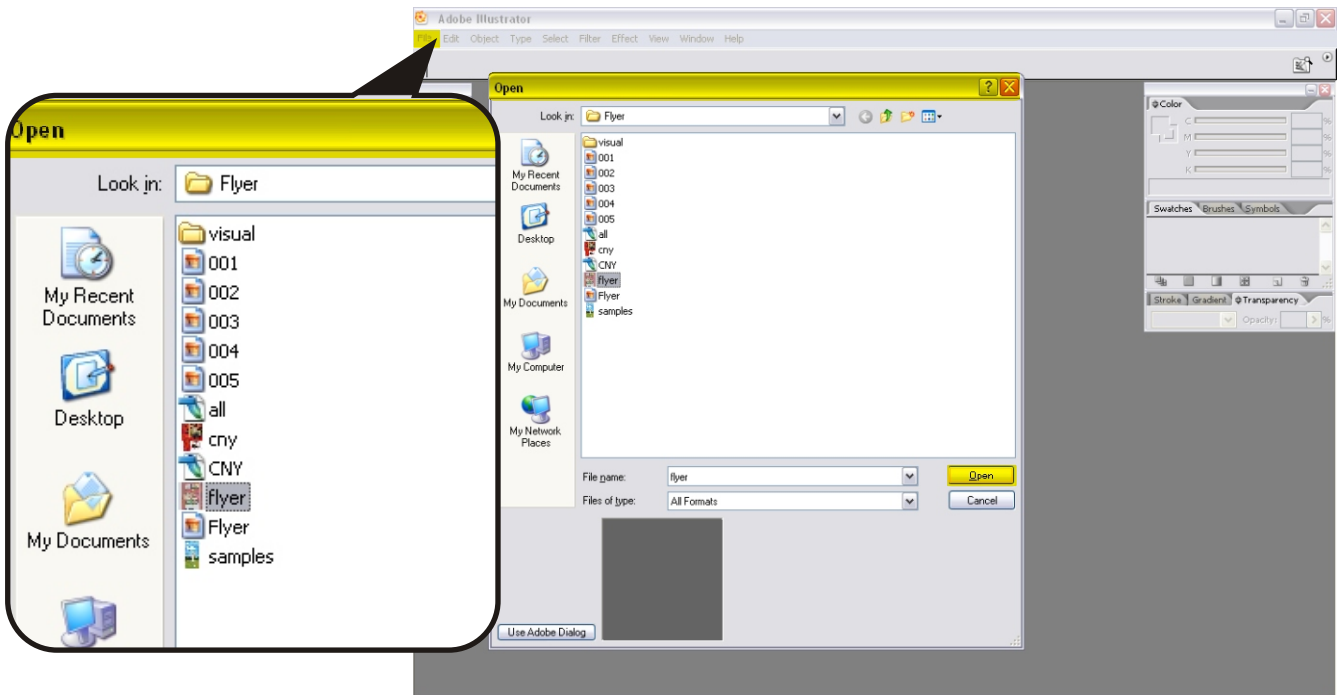 Adobe Illustrator
File Edit Object Type Select Filter Effect View Window Help
Open
Look in: Flyer
My Recent Documents
Desktop
My Documents
visual
001
002
003
004
005
all
cny
CNY
flyer
Flyer
samples
Open
Look in: Flyer
My Recent
Documents
Desktop
My Documents
My Computer
My Network
Places
visual
001
002
003
004
005
all
cny
CNY
flyer
Flyer
samples
File name: flyer Open
Files of type: All Formats Cancel
Use Adobe Dialog
Color
C %
M %
Y %
K %
Swatches Brushes Symbols
Stroke Gradient Transparency
Opacity: %